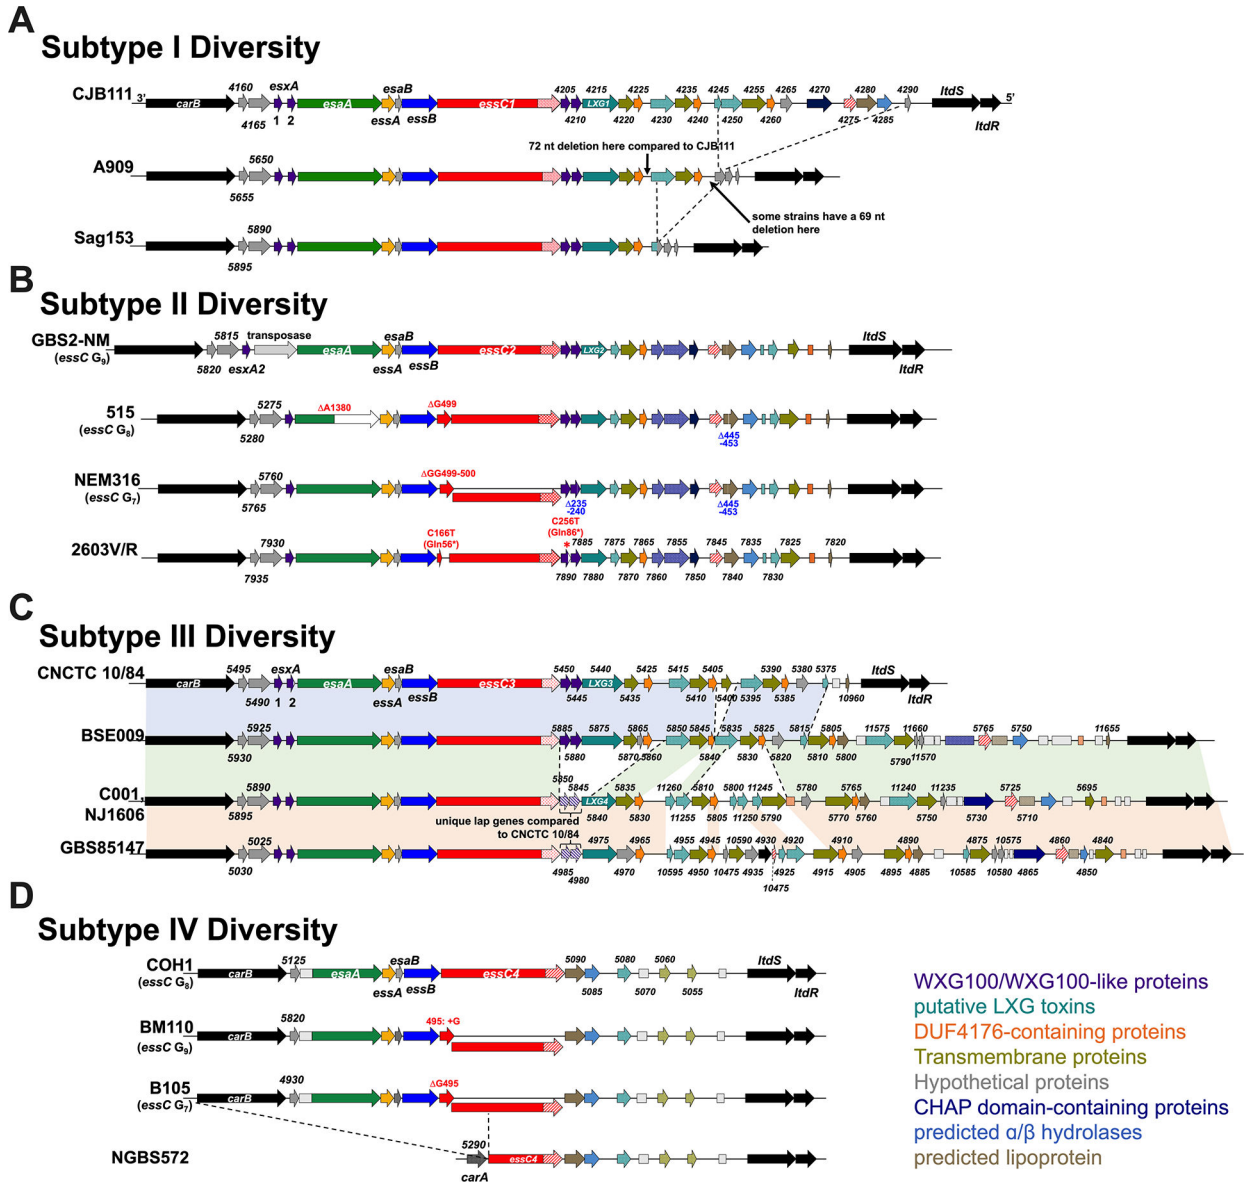 A
Subtype I Diversity
CJB111
3'
carB
4160
4165
esxA
1 2
esaA
esaB
essA
essB
essC1
4205 4215 4225 4235 4245 4255 4265 4270 4280 4290
LXG1
4210 4220 4230 4240 4250 4260 4275 4285
ltdS
ltdR
5'
72 nt deletion here compared to CJB111
A909
5650
5655
some strains have a 69 nt
deletion here
Sag153
5890
5895
B
Subtype II Diversity
GBS2-NM
(essC G9)
5815
5820
esxA2
transposase
esaA
esaB
essA
essB
essC2
LXG2
ltdS
ltdR
515
(essC G8)
5275
5280
ΔA1380
ΔG499
Δ445
-453
NEM316
(essC G7)
5760
5765
ΔGG499-500
Δ235
-240
Δ445
-453
2603V/R
7930
7935
C166T
(Gln56*)
C256T
(Gln86*)
*
7885 7875 7865 7855 7845 7835 7825 7820
7890 7880 7870 7860 7850 7840 7830
C
Subtype III Diversity
CNCTC 10/84
carB
5495
5490
esxA
1 2
esaA
esaB
essA
essB
essC3
5450 5440 5425 5415 5405 5390 5380 5375
LXG3
5445 5435 5410 5400 5395 5385 10960
ltdS
ltdR
BSE009
5925
5930
5885 5875 5865 5850 5845 5835 5825 5815 5805 11575 11660 5765 5750 11655
5880 5870 5860 5840 5830 5820 5810 5800 5790 11570
C001
NJ1606
5890
5895
5850
5845 5835 11260 5810 5800 11245 5780 5765 11240 11235 5725 5695
LXG4
5840 5830 11255 5805 11250 5790 5770 5760 5750 5730 5710
unique lap genes compared
to CNCTC 10/84
GBS85147
5025
5030
4975 4965 4955 4945 10590 4930 4920 4910 4890 4875 10575 4860 4840
4985 4980 4970 10595 4950 10475 4935 10475 4925 4915 4905 4895 4885 10585 10580 4865 4850
D
Subtype IV Diversity
COH1
(essC G8)
carB
5125
esaA
esaB
essA
essB
essC4
5090 5080 5060
5085 5070 5055
ltdS
ltdR
BM110
(essC G9)
carB
5820
495: +G
B105
(essC G7)
carB
4930
ΔG495
NGBS572
5290
carA
essC4
WXG100/WXG100-like proteins
putative LXG toxins
DUF4176-containing proteins
Transmembrane proteins
Hypothetical proteins
CHAP domain-containing proteins
predicted α/β hydrolases
predicted lipoprotein